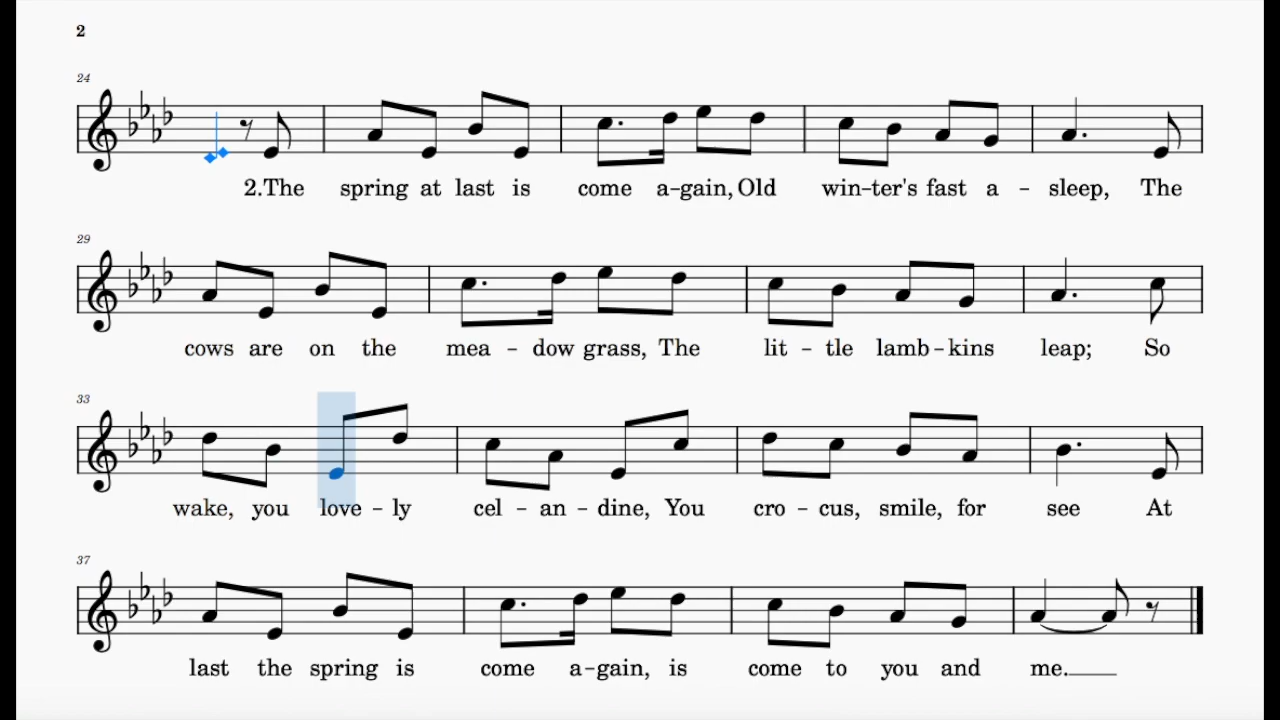 2
24
2.The spring at last is come a-gain, Old win-ter's fast a - sleep, The
29
cows are on the mea - dow grass, The lit - tle lamb - kins leap; So
33
wake, you love - ly cel - an - dine, You cro - cus, smile, for see At
37
last the spring is come a-gain, is come to you and me.